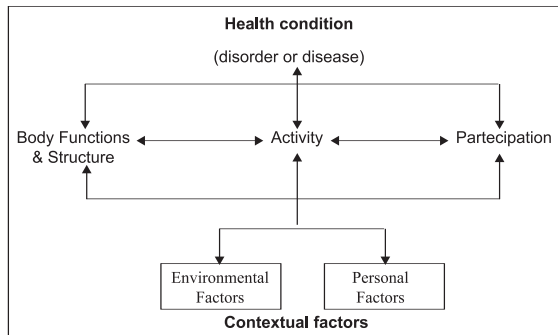 Health condition
(disorder or disease)
Body Functions
& Structure
Activity
Partecipation
Environmental
Factors
Personal
Factors
Contextual factors